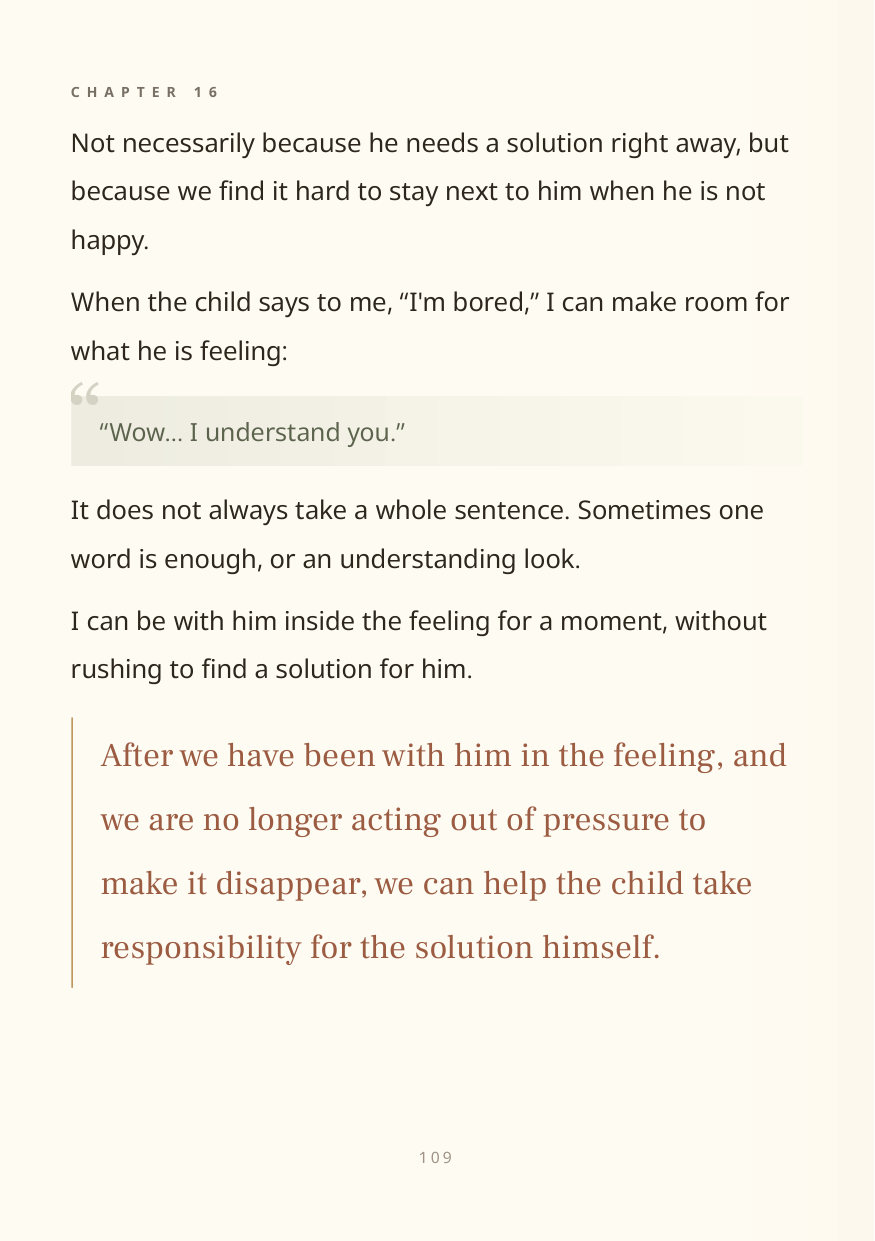 CHAPTER 16
Not necessarily because he needs a solution right away, but
because we find it hard to stay next to him when he is not
happy.
When the child says to me, “I'm bored,” I can make room for
what he is feeling:
“
“Wow... I understand you.”
It does not always take a whole sentence. Sometimes one
word is enough, or an understanding look.
I can be with him inside the feeling for a moment, without
rushing to find a solution for him.
After we have been with him in the feeling, and
we are no longer acting out of pressure to
make it disappear, we can help the child take
responsibility for the solution himself.
109